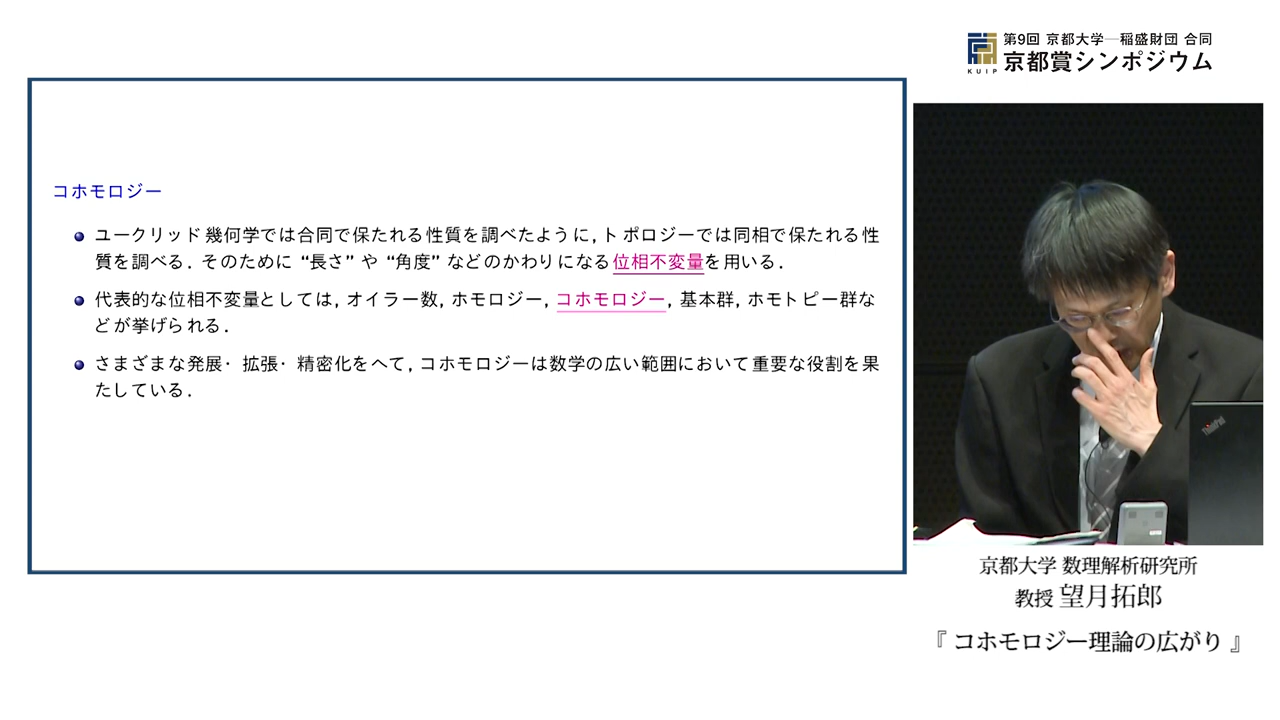 第9回 京都大学―稲盛財団 合同
京都賞シンポジウム
KUIP
コホモロジー
ユークリッド幾何学では合同で保たれる性質を調べたように, トポロジーでは同相で保たれる性
質を調べる. そのために “長さ” や “角度” などのかわりになる位相不変量を用いる.
代表的な位相不変量としては, オイラー数, ホモロジー, コホモロジー, 基本群, ホモトピー群な
どが挙げられる.
さまざまな発展・拡張・精密化をへて, コホモロジーは数学の広い範囲において重要な役割を果
たしている.
ThinkPad
京都大学 数理解析研究所
教授 望月拓郎
『 コホモロジー理論の広がり 』